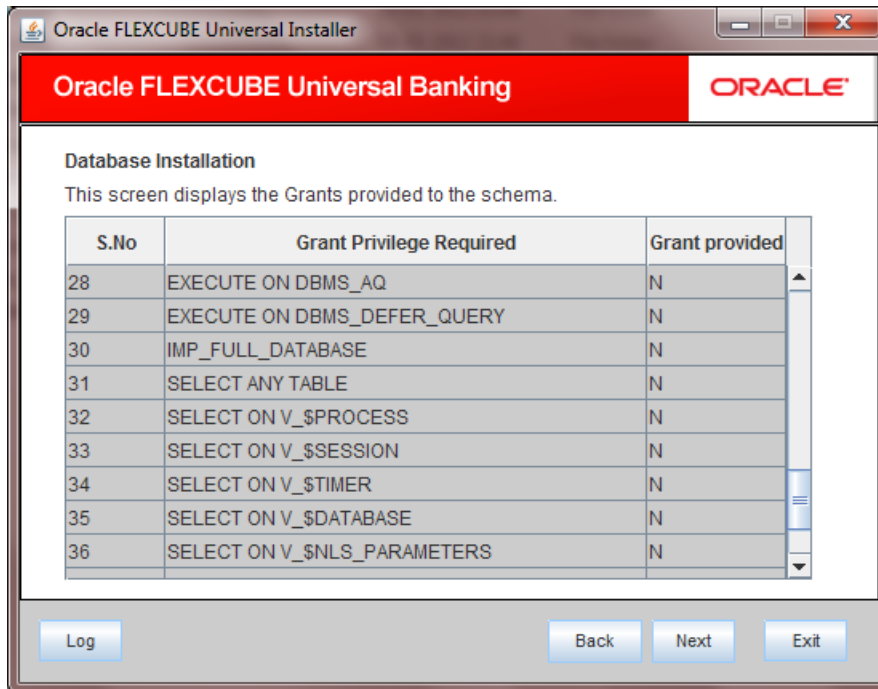 Oracle FLEXCUBE Universal Installer
Oracle FLEXCUBE Universal Banking
ORACLE
Database Installation
This screen displays the Grants provided to the schema.
S.No Grant Privilege Required Grant provided
28 EXECUTE ON DBMS_AQ N
29 EXECUTE ON DBMS_DEFER_QUERY N
30 IMP_FULL_DATABASE N
31 SELECT ANY TABLE N
32 SELECT ON V_$PROCESS N
33 SELECT ON V_$SESSION N
34 SELECT ON V_$TIMER N
35 SELECT ON V_$DATABASE N
36 SELECT ON V_$NLS_PARAMETERS N
Log Back Next Exit